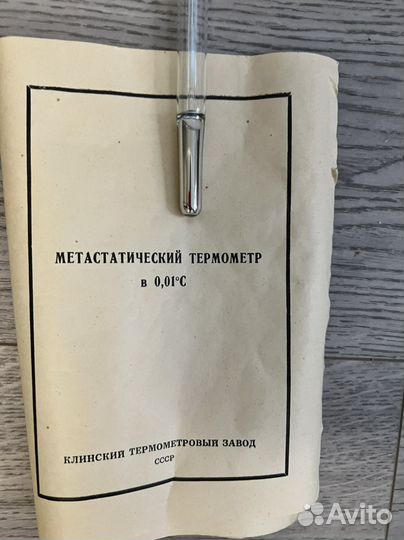 МЕТАСТАТИЧЕСКИЙ ТЕРМОМЕТР
в 0,01°С
КЛИНСКИЙ ТЕРМОМЕТРОВЫЙ ЗАВОД
СССР
Avito